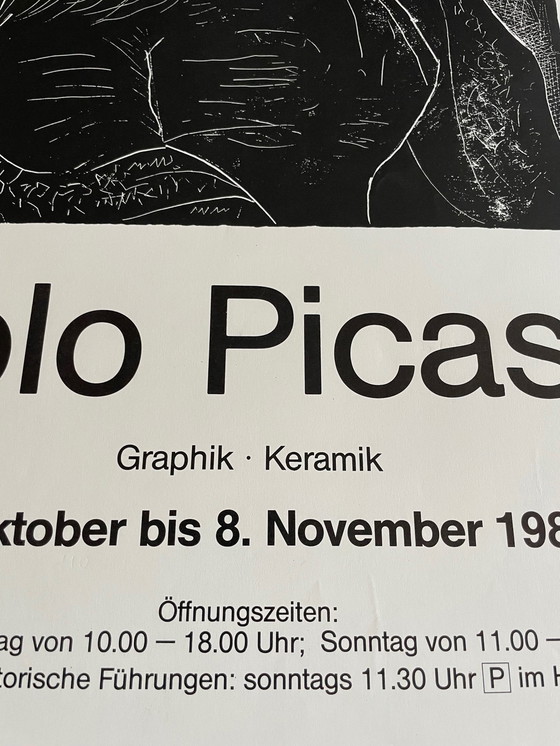 olo Picas
Graphik · Keramik
ktober bis 8. November 198
Öffnungszeiten:
ag von 10.00 – 18.00 Uhr; Sonntag von 11.00 –
torische Führungen: sonntags 11.30 Uhr P im H